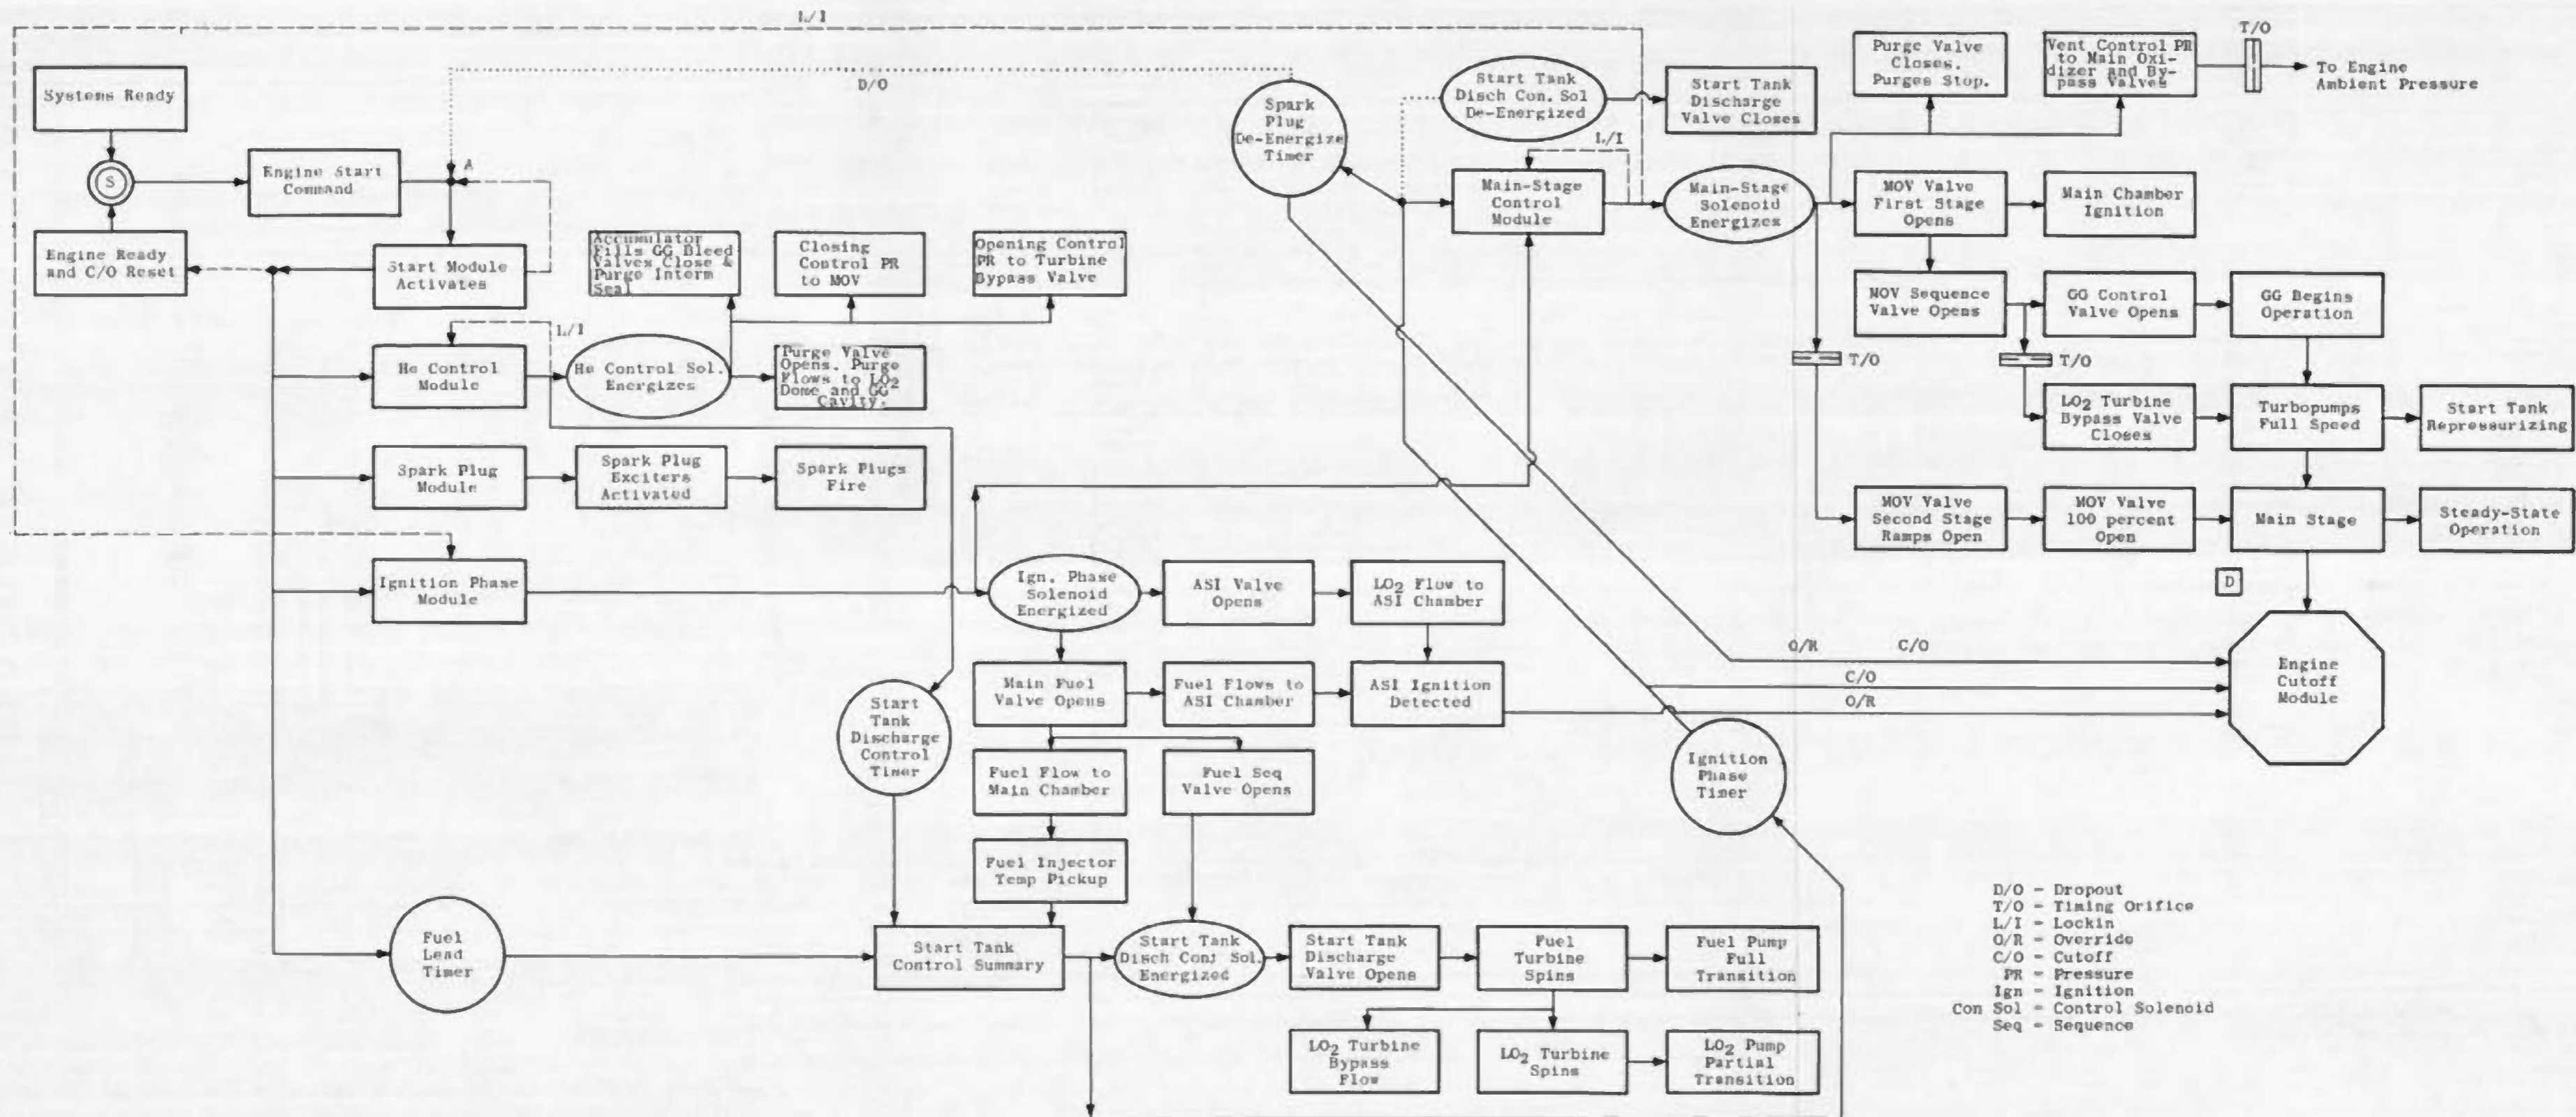 L/I
T/O
Systems Ready
D/O
Spark
Plug
De-Energize
Timer
Start Tank
Disch Con. Sol
De-Energized
Start Tank
Discharge
Valve Closes
Purge Valve
Closes.
Purges Stop.
Vent Control PR
to Main Oxi-
dizer and By-
pass Valves
To Engine
Ambient Pressure
L/I
S
Engine Start
Command
A
Main-Stage
Control
Module
Main-Stage
Solenoid
Energizes
MOV Valve
First Stage
Opens
Main Chamber
Ignition
Engine Ready
and C/O Reset
Start Module
Activates
Accumulator
Fills GG Bleed
Valves Close &
Purge Interm
Seal
Closing
Control PR
to MOV
Opening Control
PR to Turbine
Bypass Valve
MOV Sequence
Valve Opens
GG Control
Valve Opens
GG Begins
Operation
L/I
He Control
Module
He Control Sol.
Energizes
Purge Valve
Opens. Purge
Flows to LO2
Dome and GG
Cavity.
T/O
T/O
LO2 Turbine
Bypass Valve
Closes
Turbopumps
Full Speed
Start Tank
Repressurizing
Spark Plug
Module
Spark Plug
Exciters
Activated
Spark Plugs
Fire
MOV Valve
Second Stage
Ramps Open
MOV Valve
100 percent
Open
Main Stage
Steady-State
Operation
Ignition Phase
Module
Ign. Phase
Solenoid
Energized
ASI Valve
Opens
LO2 Flow to
ASI Chamber
D
O/R C/O
C/O
O/R
Engine
Cutoff
Module
Start
Tank
Discharge
Control
Timer
Main Fuel
Valve Opens
Fuel Flows to
ASI Chamber
ASI Ignition
Detected
Fuel Flow to
Main Chamber
Fuel Seq
Valve Opens
Ignition
Phase
Timer
Fuel Injector
Temp Pickup
Fuel
Lead
Timer
Start Tank
Control Summary
Start Tank
Disch Con. Sol.
Energized
Start Tank
Discharge
Valve Opens
Fuel
Turbine
Spins
Fuel Pump
Full
Transition
LO2 Turbine
Bypass
Flow
LO2 Turbine
Spins
LO2 Pump
Partial
Transition
D/O - Dropout
T/O - Timing Orifice
L/I - Lockin
O/R - Override
C/O - Cutoff
PR - Pressure
Ign - Ignition
Con Sol - Control Solenoid
Seq - Sequence